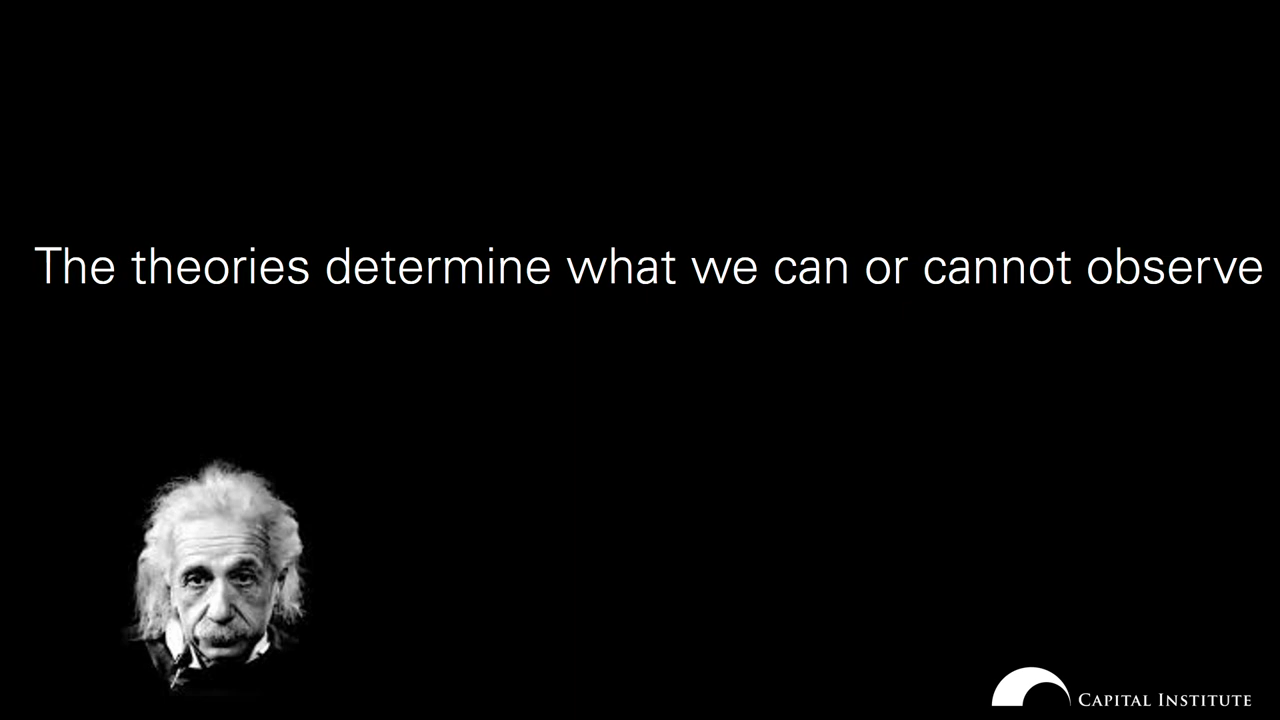 The theories determine what we can or cannot observe
CAPITAL INSTITUTE